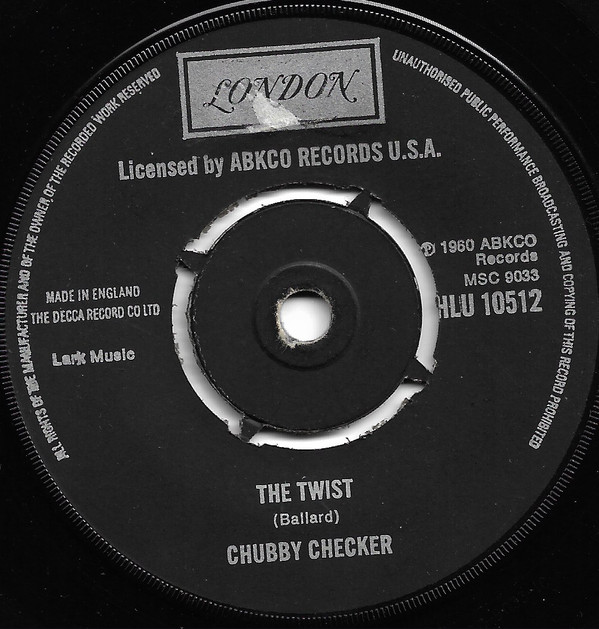 LONDON
Licensed by ABKCO RECORDS U.S.A.
℗ 1960 ABKCO
Records
MSC 9033
HLU 10512
MADE IN ENGLAND
THE DECCA RECORD CO LTD
Lark Music
THE TWIST
(Ballard)
CHUBBY CHECKER
ALL RIGHTS OF THE MANUFACTURER AND OF THE OWNER OF THE RECORDED WORK RESERVED
UNAUTHORISED PUBLIC PERFORMANCE BROADCASTING AND COPYING OF THIS RECORD PROHIBITED